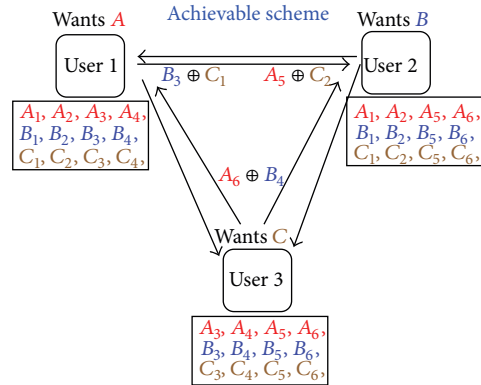 Achievable scheme
Wants A
Wants B
User 1
User 2
B₃ ⊕ C₁
A₅ ⊕ C₂
A₁, A₂, A₃, A₄,
B₁, B₂, B₃, B₄,
C₁, C₂, C₃, C₄,
A₁, A₂, A₅, A₆,
B₁, B₂, B₅, B₆,
C₁, C₂, C₅, C₆,
A₆ ⊕ B₄
Wants C
User 3
A₃, A₄, A₅, A₆,
B₃, B₄, B₅, B₆,
C₃, C₄, C₅, C₆,